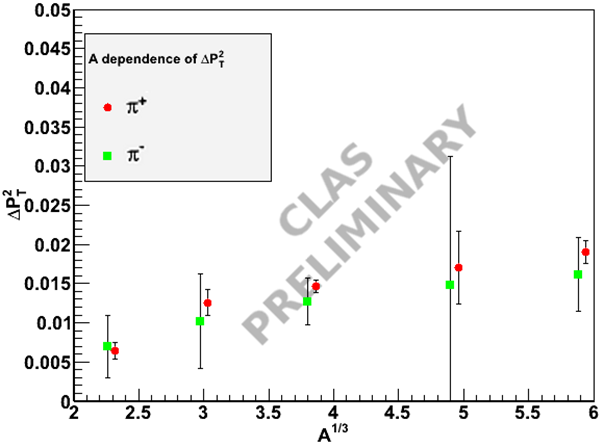 0.05
0.045
0.04
0.035
0.03
0.025
0.02
0.015
0.01
0.005
0
ΔP_T^2
A dependence of ΔP_T^2
π^+
π^-
CLAS
PRELIMINARY
2 2.5 3 3.5 4 4.5 5 5.5 6
A^{1/3}